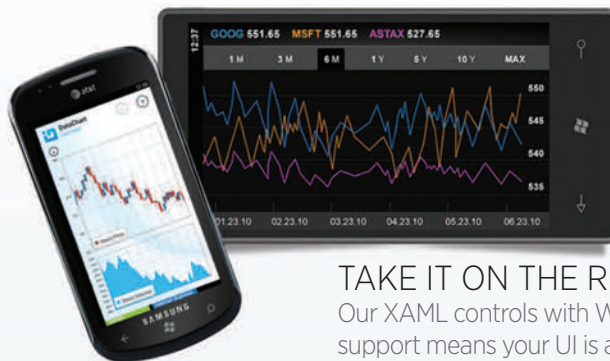 12:37
GOOG 551.65 MSFT 551.65 ASTAX 527.65
1 M 3 M 6 M 1 Y 5 Y 10 Y MAX
550
545
540
535
01.23.10 02.23.10 03.23.10 04.23.10 05.23.10 06.23.10
at&t
DataChart
SAMSUNG
TAKE IT ON THE R
Our XAML controls with W
support means your UI is a